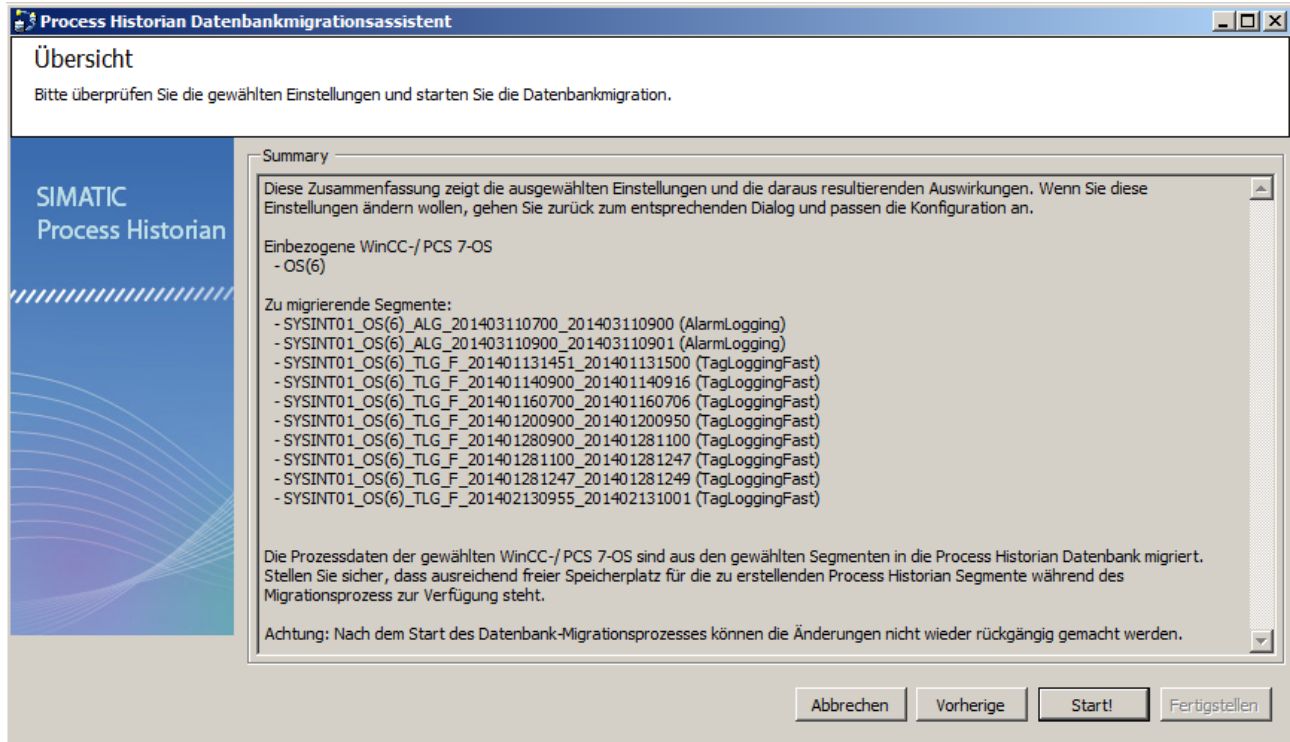 Process Historian Datenbankmigrationsassistent
Übersicht
Bitte überprüfen Sie die gewählten Einstellungen und starten Sie die Datenbankmigration.
SIMATIC
Process Historian
Summary
Diese Zusammenfassung zeigt die ausgewählten Einstellungen und die daraus resultierenden Auswirkungen. Wenn Sie diese
Einstellungen ändern wollen, gehen Sie zurück zum entsprechenden Dialog und passen die Konfiguration an.
Einbezogene WinCC-/ PCS 7-OS
- OS(6)
Zu migrierende Segmente:
- SYSINT01_OS(6)_ALG_201403110700_201403110900 (AlarmLogging)
- SYSINT01_OS(6)_ALG_201403110900_201403110901 (AlarmLogging)
- SYSINT01_OS(6)_TLG_F_201401131451_201401131500 (TagLoggingFast)
- SYSINT01_OS(6)_TLG_F_201401140900_201401140916 (TagLoggingFast)
- SYSINT01_OS(6)_TLG_F_201401160700_201401160706 (TagLoggingFast)
- SYSINT01_OS(6)_TLG_F_201401200900_201401200950 (TagLoggingFast)
- SYSINT01_OS(6)_TLG_F_201401280900_201401281100 (TagLoggingFast)
- SYSINT01_OS(6)_TLG_F_201401281100_201401281247 (TagLoggingFast)
- SYSINT01_OS(6)_TLG_F_201401281247_201401281249 (TagLoggingFast)
- SYSINT01_OS(6)_TLG_F_201402130955_201402131001 (TagLoggingFast)
Die Prozessdaten der gewählten WinCC-/ PCS 7-OS sind aus den gewählten Segmenten in die Process Historian Datenbank migriert.
Stellen Sie sicher, dass ausreichend freier Speicherplatz für die zu erstellenden Process Historian Segmente während des
Migrationsprozess zur Verfügung steht.
Achtung: Nach dem Start des Datenbank-Migrationsprozesses können die Änderungen nicht wieder rückgängig gemacht werden.
Abbrechen Vorherige Start! Fertigstellen